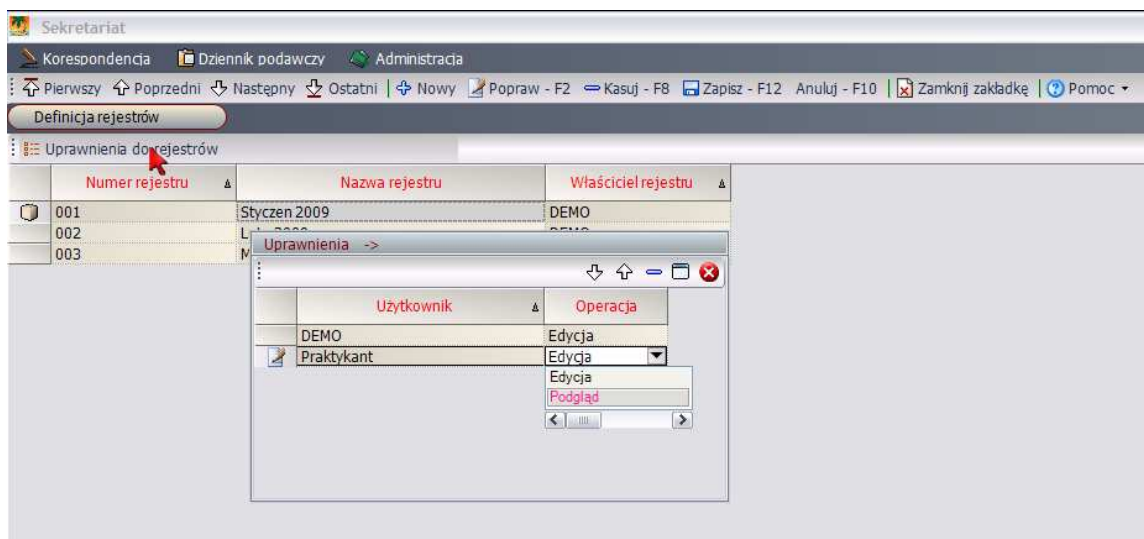 Sekretariat
Korespondencja Dziennik podawczy Administracja
Pierwszy Poprzedni Następny Ostatni Nowy Popraw - F2 Kasuj - F8 Zapisz - F12 Anuluj - F10 Zamknij zakładkę Pomoc
Definicja rejestrów
Uprawnienia do rejestrów
Numer rejestru Nazwa rejestru Właściciel rejestru
001 Styczen 2009 DEMO
002
003
Uprawnienia ->
Użytkownik Operacja
DEMO Edycja
Praktykant Edycja
Edycja
Podgląd